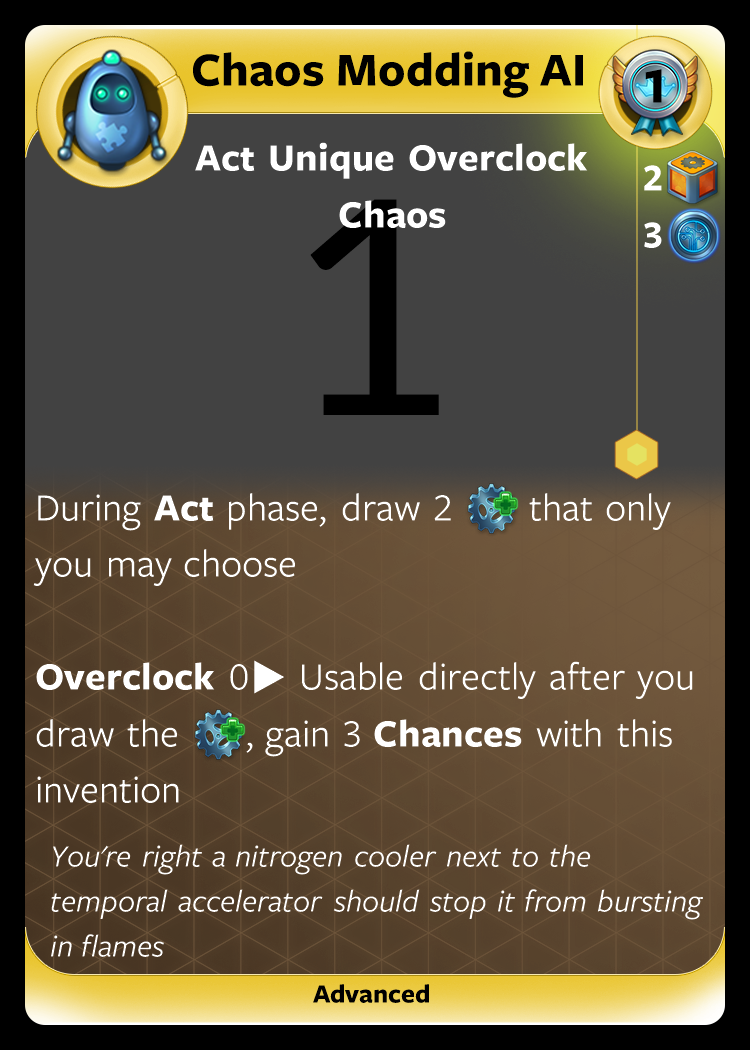 Chaos Modding AI
1
Act Unique Overclock
Chaos
2
3
1
During Act phase, draw 2 that only
you may choose
Overclock 0▶ Usable directly after you
draw the , gain 3 Chances with this
invention
You're right a nitrogen cooler next to the
temporal accelerator should stop it from bursting
in flames
Advanced